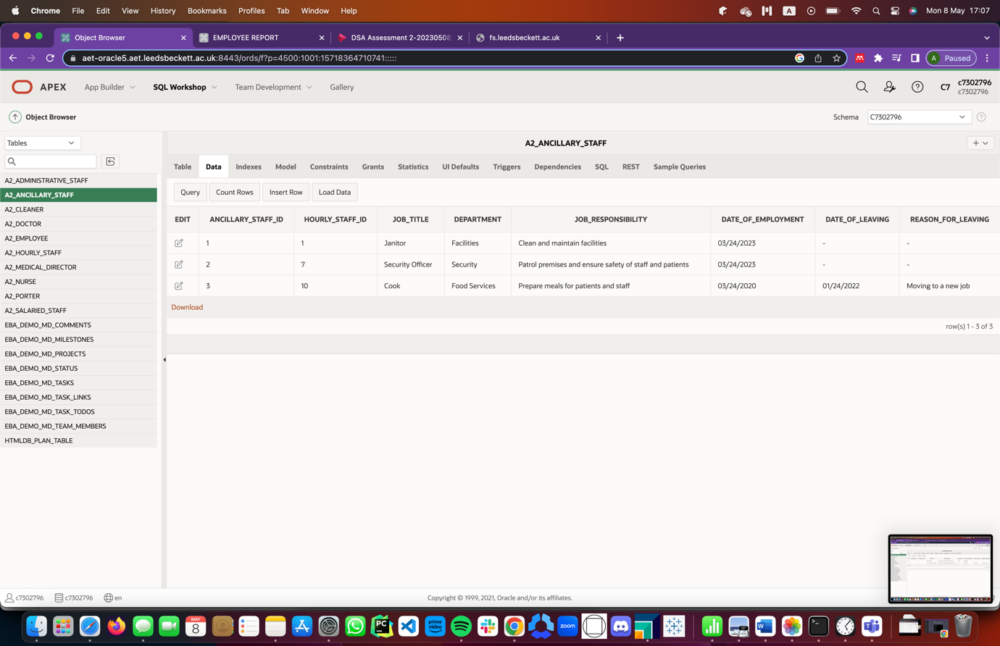 Chrome File Edit View History Bookmarks Profiles Tab Window Help A Mon 8 May 17:07
Object Browser EMPLOYEE REPORT DSA Assessment 2-20230508 fs.leedsbeckett.ac.uk
aet-oracle5.aet.leedsbeckett.ac.uk:8443/ords/f?p=4500:1001:15718364710741::::: A Paused
APEX App Builder SQL Workshop Team Development Gallery C7 c7302796
c7302796
Object Browser Schema C7302796
Tables A2_ANCILLARY_STAFF
Table Data Indexes Model Constraints Grants Statistics UI Defaults Triggers Dependencies SQL REST Sample Queries
Query Count Rows Insert Row Load Data
EDIT ANCILLARY_STAFF_ID HOURLY_STAFF_ID JOB_TITLE DEPARTMENT JOB_RESPONSIBILITY DATE_OF_EMPLOYMENT DATE_OF_LEAVING REASON_FOR_LEAVING
1 1 Janitor Facilities Clean and maintain facilities 03/24/2023 - -
2 7 Security Officer Security Patrol premises and ensure safety of staff and patients 03/24/2023 - -
3 10 Cook Food Services Prepare meals for patients and staff 03/24/2020 01/24/2022 Moving to a new job
Download
row(s) 1 - 3 of 3
A2_ADMINISTRATIVE_STAFF
A2_ANCILLARY_STAFF
A2_CLEANER
A2_DOCTOR
A2_EMPLOYEE
A2_HOURLY_STAFF
A2_MEDICAL_DIRECTOR
A2_NURSE
A2_PORTER
A2_SALARIED_STAFF
EBA_DEMO_MD_COMMENTS
EBA_DEMO_MD_MILESTONES
EBA_DEMO_MD_PROJECTS
EBA_DEMO_MD_STATUS
EBA_DEMO_MD_TASKS
EBA_DEMO_MD_TASK_LINKS
EBA_DEMO_MD_TASK_TODOS
EBA_DEMO_MD_TEAM_MEMBERS
HTMLDB_PLAN_TABLE
c7302796 c7302796 en Copyright © 1999, 2021, Oracle and/or its affiliates.
MAY
8
PC
prime video
zoom
W